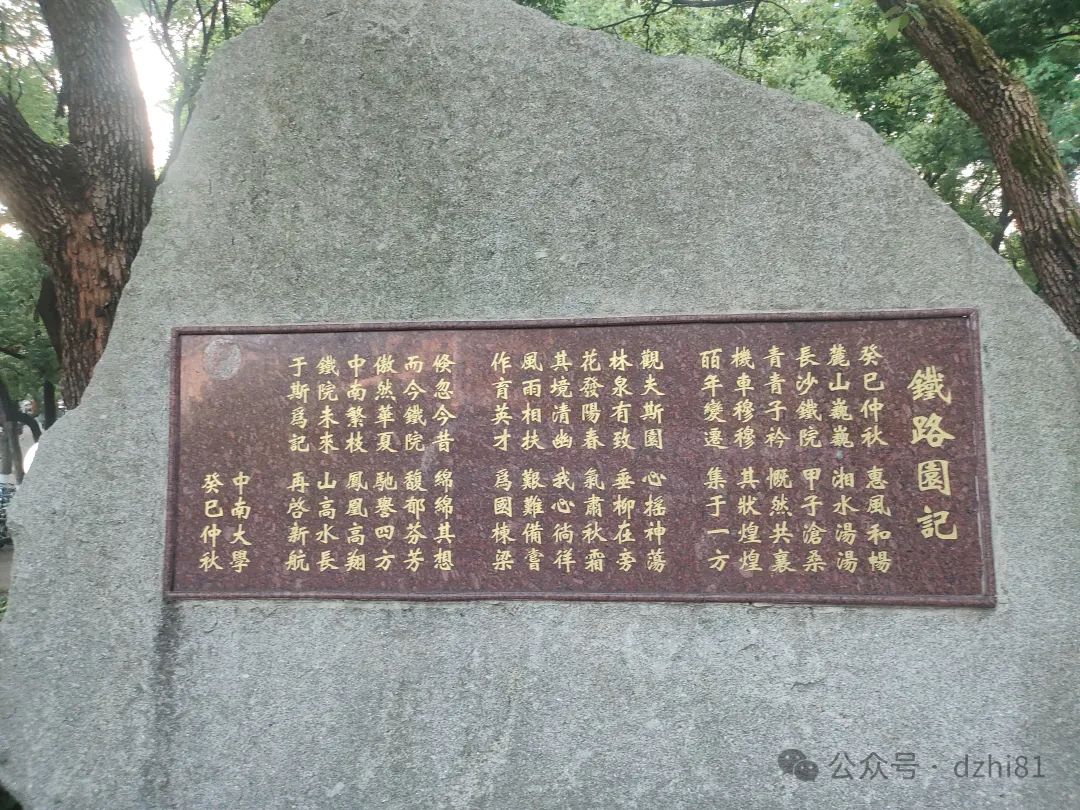 鐵路園記
癸巳仲秋 惠風和暢
麓山巍巍 湘水湯湯
長沙鐵院 甲子滄桑
青青子衿 慨然共襄
機車穆穆 其狀煌煌
百年變遷 集于一方
觀夫斯園 心搖神蕩
林泉有致 垂柳在旁
花發陽春 氣肅秋霜
其境清幽 我心徜徉
風雨相扶 艱難備嘗
作育英才 爲國棟梁
倐忽今昔 綿綿其想
而今鐵院 馥郁芬芳
傲然華夏 馳譽四方
中南繁枝 鳳凰高翔
鐵院未來 山高水長
于斯爲記 再啓新航
中南大學
癸巳仲秋
公众号 · dzhi81